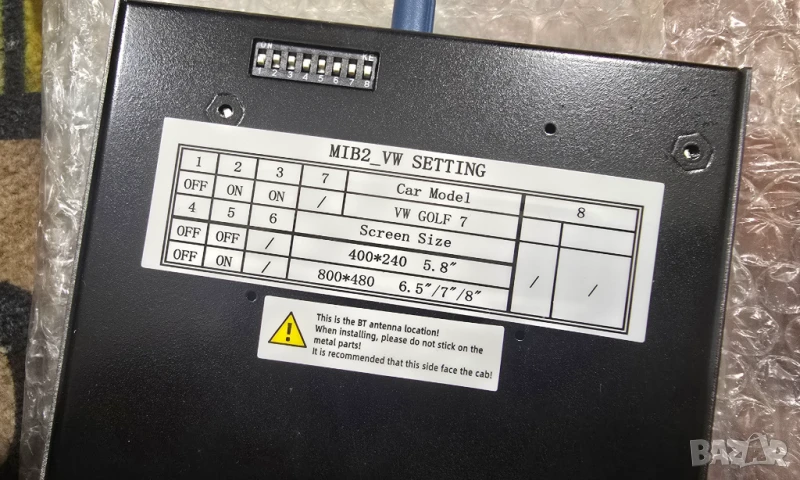 ON
1 2 3 4 5 6 7 8
MIB2_VW SETTING
1 2 3 7 Car Model 8
OFF ON ON / VW GOLF 7
4 5 6 Screen Size
OFF OFF / 400*240 5.8″ / /
OFF ON / 800*480 6.5″/7″/8″
This is the BT antenna location!
When installing, please do not stick on the
metal parts!
It is recommended that this side face the cab!
BAZAR